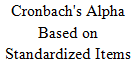 Cronbach's Alpha
Based on
Standardized Items